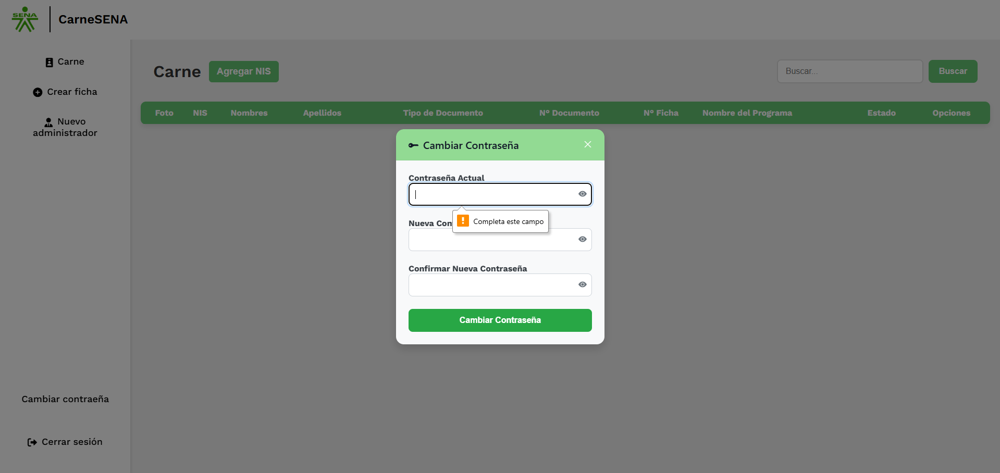 SENA
CarneSENA
Carne
Crear ficha
Nuevo
administrador
Cambiar contraeña
Cerrar sesión
Carne
Agregar NIS
Buscar...
Buscar
Foto NIS Nombres Apellidos Tipo de Documento N° Documento N° Ficha Nombre del Programa Estado Opciones
Cambiar Contraseña
Contraseña Actual
Completa este campo
Nueva Con
Confirmar Nueva Contraseña
Cambiar Contraseña